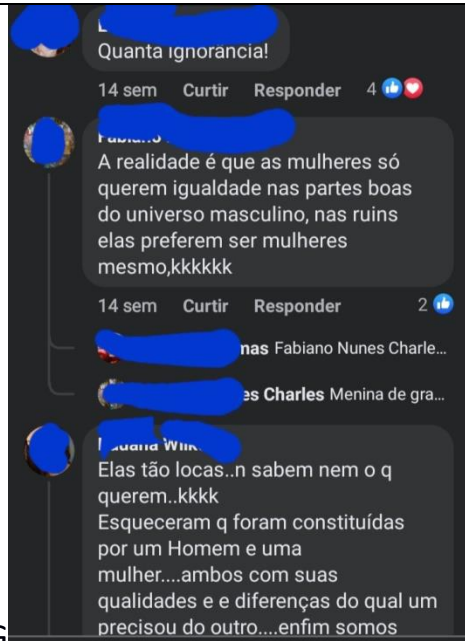 Quanta ignorancia!
14 sem Curtir Responder 4
A realidade é que as mulheres só
querem igualdade nas partes boas
do universo masculino, nas ruins
elas preferem ser mulheres
mesmo,kkkkkk
14 sem Curtir Responder 2
mas Fabiano Nunes Charle...
es Charles Menina de gra...
Elas tão locas..n sabem nem o q
querem..kkkk
Esqueceram q foram constituídas
por um Homem e uma
mulher....ambos com suas
qualidades e e diferenças do qual um
precisou do outro....enfim somos